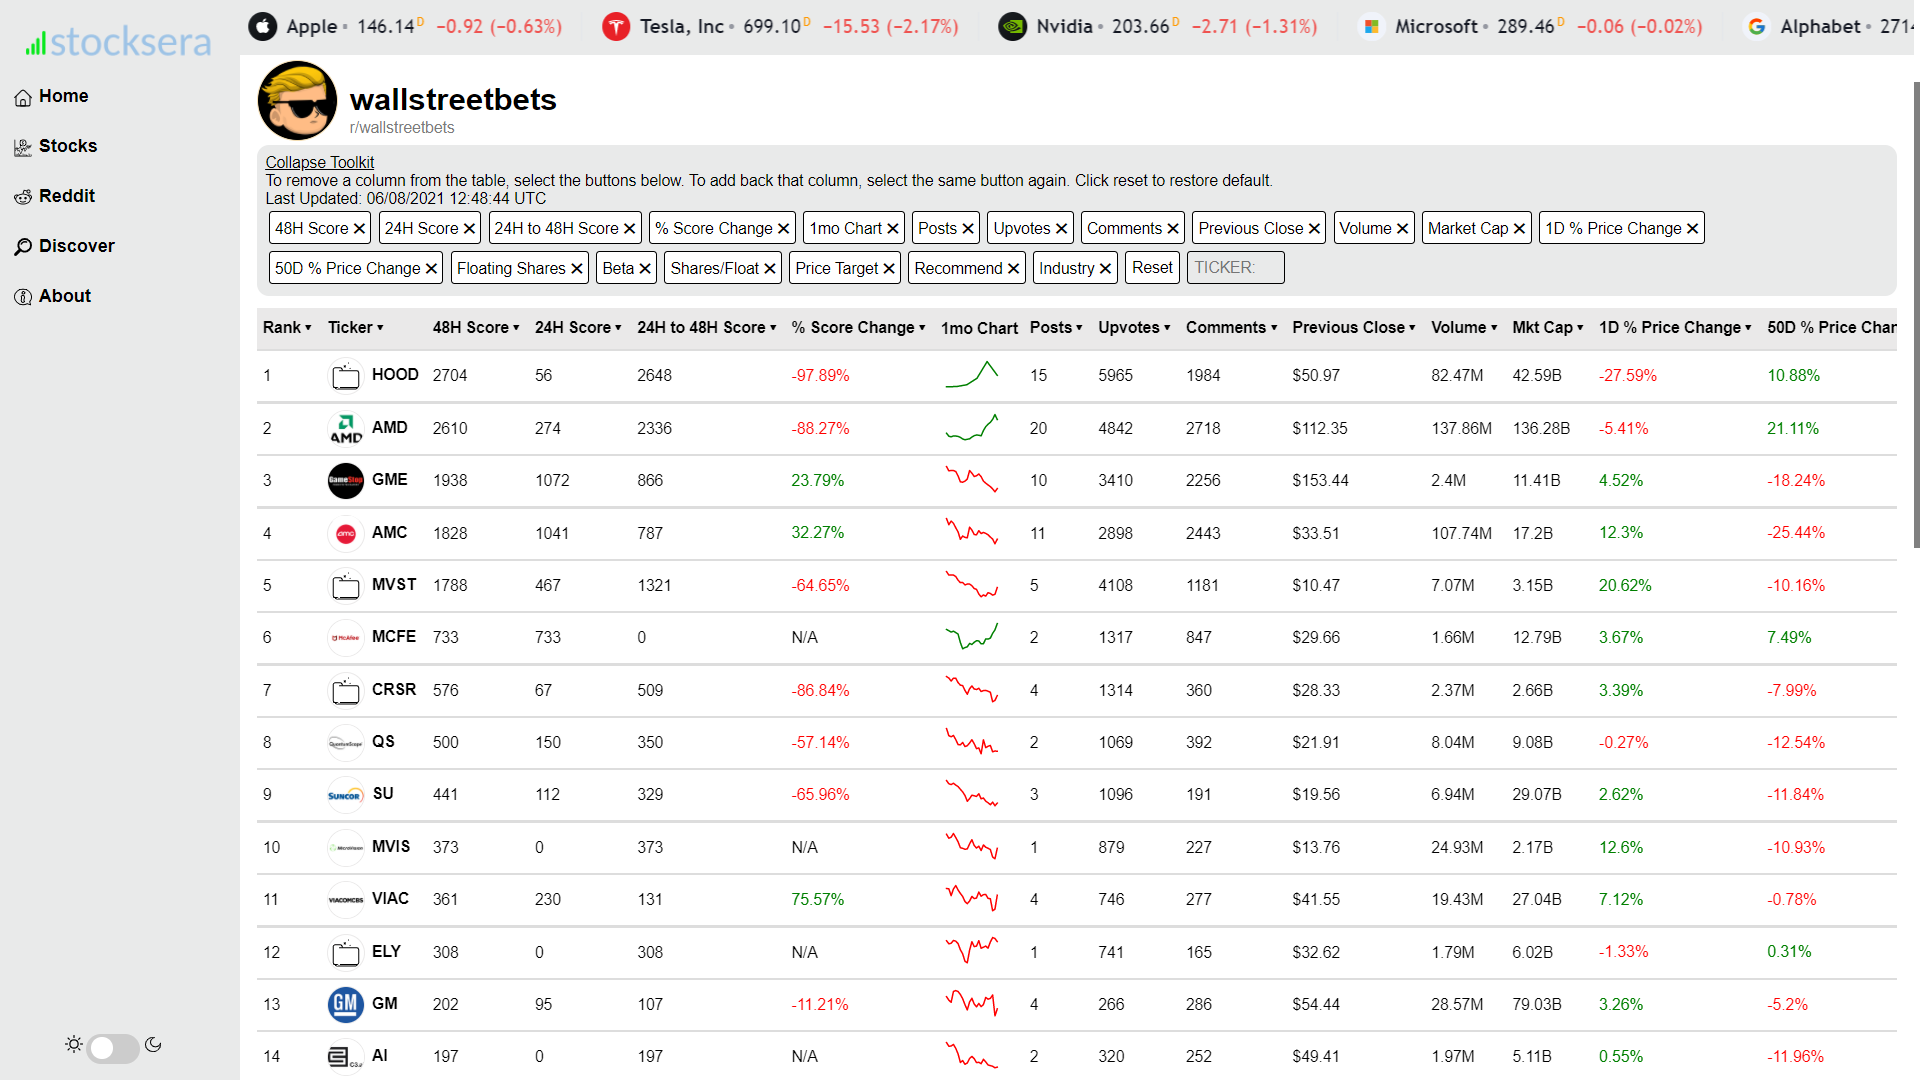 stocksera
Apple • 146.14 D −0.92 (−0.63%) Tesla, Inc • 699.10 D −15.53 (−2.17%) Nvidia • 203.66 D −2.71 (−1.31%) Microsoft • 289.46 D −0.06 (−0.02%) Alphabet • 2714
Home
Stocks
Reddit
Discover
About
wallstreetbets
r/wallstreetbets
Collapse Toolkit
To remove a column from the table, select the buttons below. To add back that column, select the same button again. Click reset to restore default.
Last Updated: 06/08/2021 12:48:44 UTC
48H Score ✕ 24H Score ✕ 24H to 48H Score ✕ % Score Change ✕ 1mo Chart ✕ Posts ✕ Upvotes ✕ Comments ✕ Previous Close ✕ Volume ✕ Market Cap ✕ 1D % Price Change ✕
50D % Price Change ✕ Floating Shares ✕ Beta ✕ Shares/Float ✕ Price Target ✕ Recommend ✕ Industry ✕ Reset TICKER:
Rank ▾ Ticker ▾ 48H Score ▾ 24H Score ▾ 24H to 48H Score ▾ % Score Change ▾ 1mo Chart Posts ▾ Upvotes ▾ Comments ▾ Previous Close ▾ Volume ▾ Mkt Cap ▾ 1D % Price Change ▾ 50D % Price Chan
1 HOOD 2704 56 2648 -97.89% 15 5965 1984 $50.97 82.47M 42.59B -27.59% 10.88%
2 AMD AMD 2610 274 2336 -88.27% 20 4842 2718 $112.35 137.86M 136.28B -5.41% 21.11%
3 GameStop GME 1938 1072 866 23.79% 10 3410 2256 $153.44 2.4M 11.41B 4.52% -18.24%
4 amc AMC 1828 1041 787 32.27% 11 2898 2443 $33.51 107.74M 17.2B 12.3% -25.44%
5 MVST 1788 467 1321 -64.65% 5 4108 1181 $10.47 7.07M 3.15B 20.62% -10.16%
6 McAfee MCFE 733 733 0 N/A 2 1317 847 $29.66 1.66M 12.79B 3.67% 7.49%
7 CRSR 576 67 509 -86.84% 4 1314 360 $28.33 2.37M 2.66B 3.39% -7.99%
8 QuantumScape QS 500 150 350 -57.14% 2 1069 392 $21.91 8.04M 9.08B -0.27% -12.54%
9 SUNCOR SU 441 112 329 -65.96% 3 1096 191 $19.56 6.94M 29.07B 2.62% -11.84%
10 MicroVision MVIS 373 0 373 N/A 1 879 227 $13.76 24.93M 2.17B 12.6% -10.93%
11 VIACOMCBS VIAC 361 230 131 75.57% 4 746 277 $41.55 19.43M 27.04B 7.12% -0.78%
12 ELY 308 0 308 N/A 1 741 165 $32.62 1.79M 6.02B -1.33% 0.31%
13 GM GM 202 95 107 -11.21% 4 266 286 $54.44 28.57M 79.03B 3.26% -5.2%
14 C3.ai AI 197 0 197 N/A 2 320 252 $49.41 1.97M 5.11B 0.55% -11.96%